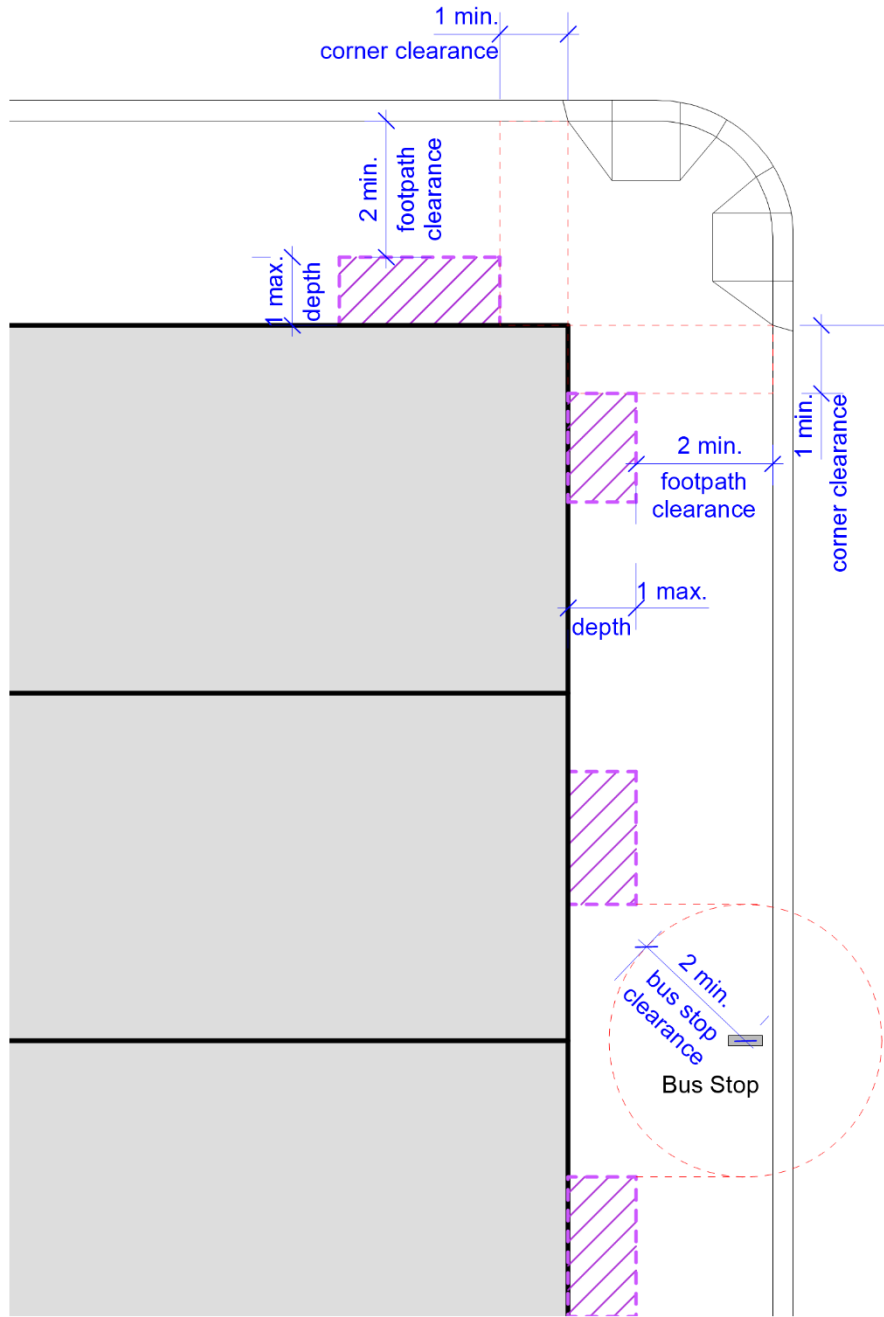 1 min.
corner clearance
2 min.
footpath
clearance
1 max.
depth
2 min.
footpath
clearance
1 min.
corner clearance
1 max.
depth
2 min.
bus stop
clearance
Bus Stop